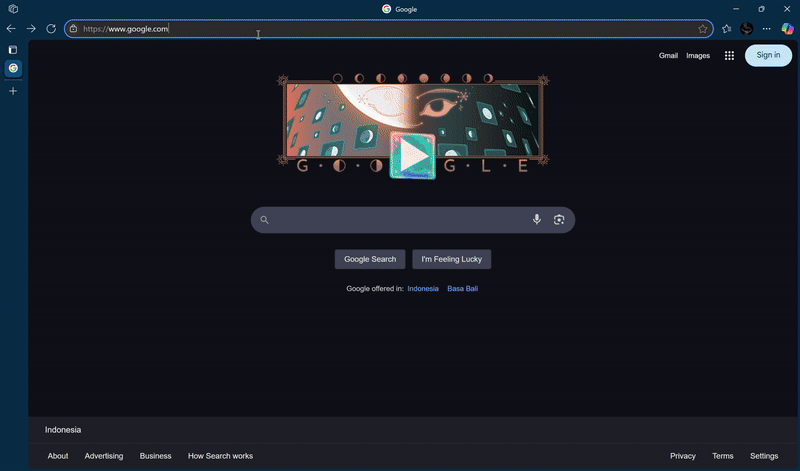 Google
https://www.google.com
Gmail Images Sign in
G G L E
Google Search I'm Feeling Lucky
Google offered in: Indonesia Basa Bali
Indonesia
About Advertising Business How Search works Privacy Terms Settings